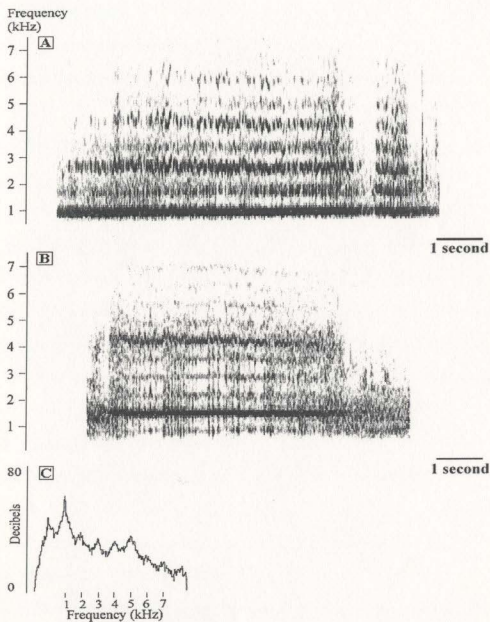 Frequency
(kHz)
A
7
6
5
4
3
2
1
1 second
B
7
6
5
4
3
2
1
1 second
C
80
Decibels
0
1 2 3 4 5 6 7
Frequency (kHz)